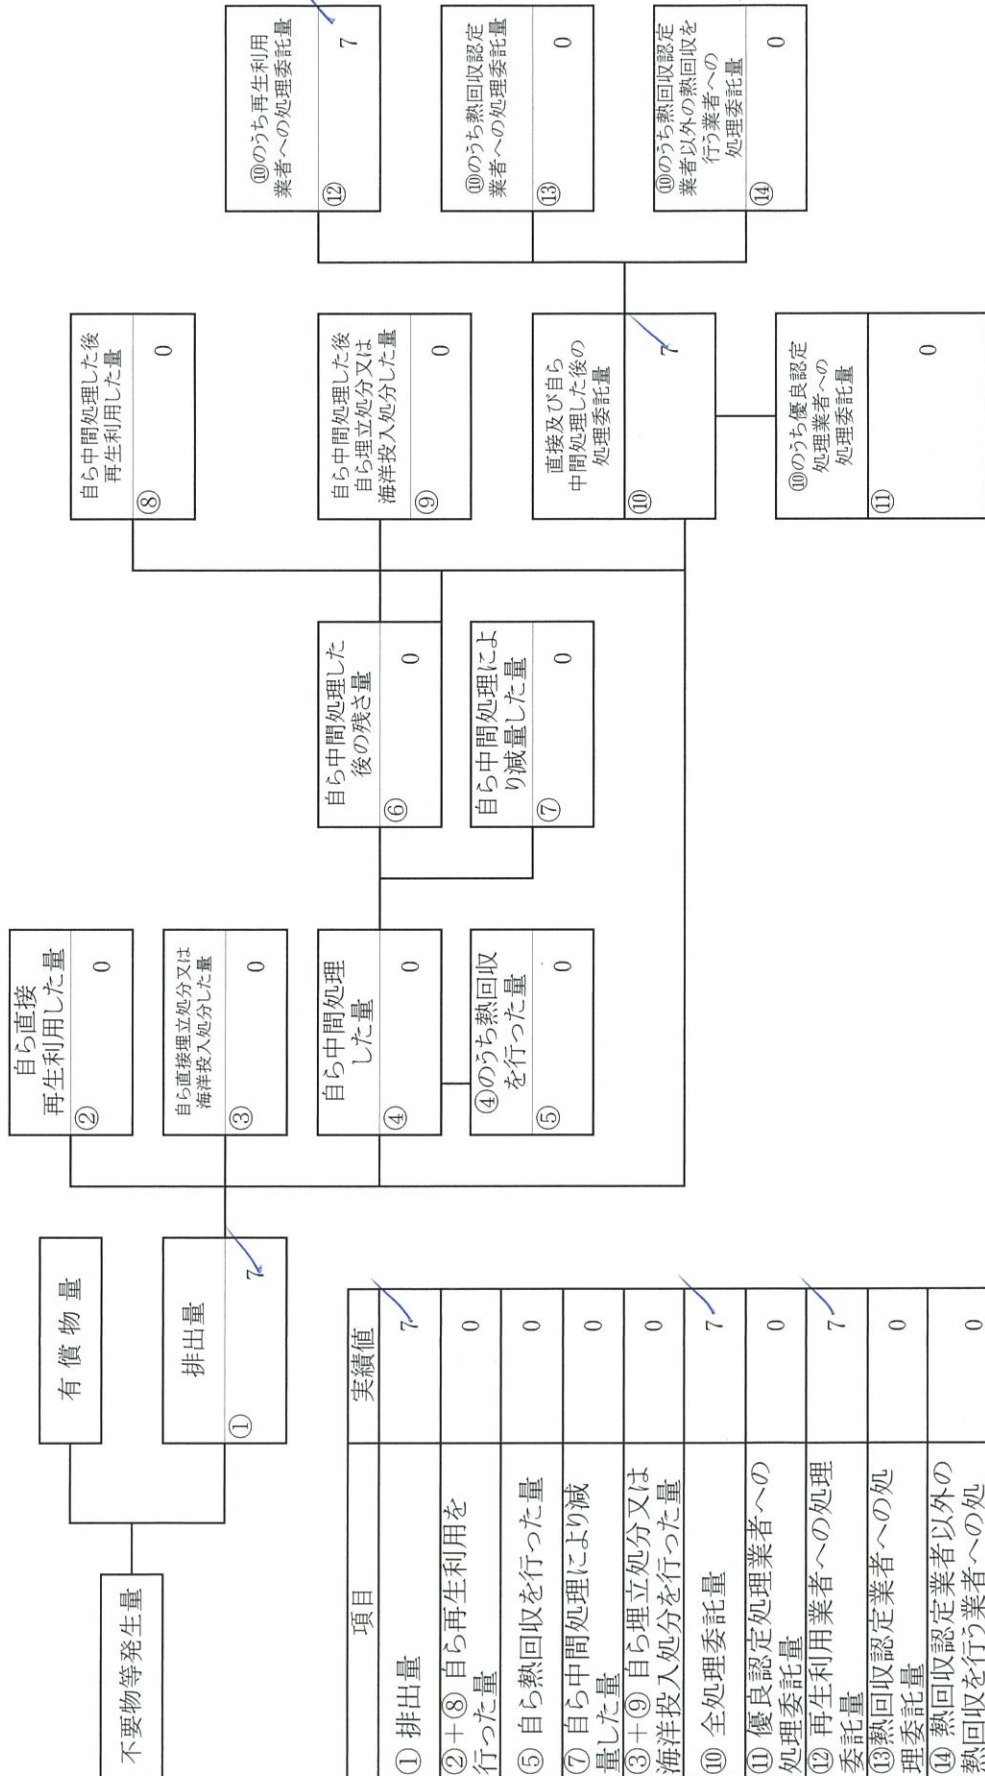 不要物等発生量
有償物量
排出量
①
7
自ら直接
再生利用した量
②
0
自ら直接埋立処分又は
海洋投入処分した量
③
0
自ら中間処理
した量
④
0
④のうち熱回収
を行った量
⑤
0
自ら中間処理した
後の残さ量
⑥
0
自ら中間処理によ
り減量した量
⑦
0
自ら中間処理した後
再生利用した量
⑧
0
自ら中間処理した後
自ら埋立処分又は
海洋投入処分した量
⑨
0
直接及び自ら
中間処理した後の
処理委託量
⑩
7
⑩のうち優良認定
処理業者への
処理委託量
⑪
0
⑩のうち再生利用
業者への処理委託量
⑫
7
⑩のうち熱回収認定
業者への処理委託量
⑬
0
⑩のうち熱回収認定
業者以外の熱回収を
行う業者への
処理委託量
⑭
0
項目 実績値
① 排出量 7
②+⑧ 自ら再生利用を
行った量 0
⑤ 自ら熱回収を行った量 0
⑦ 自ら中間処理により減
量した量 0
③+⑨ 自ら埋立処分又は
海洋投入処分を行った量 0
⑩ 全処理委託量 7
⑪ 優良認定処理業者への
処理委託量 0
⑫ 再生利用業者への処理
委託量 7
⑬熱回収認定業者への処
理委託量 0
⑭ 熱回収認定業者以外の
熱回収を行う業者への処 0